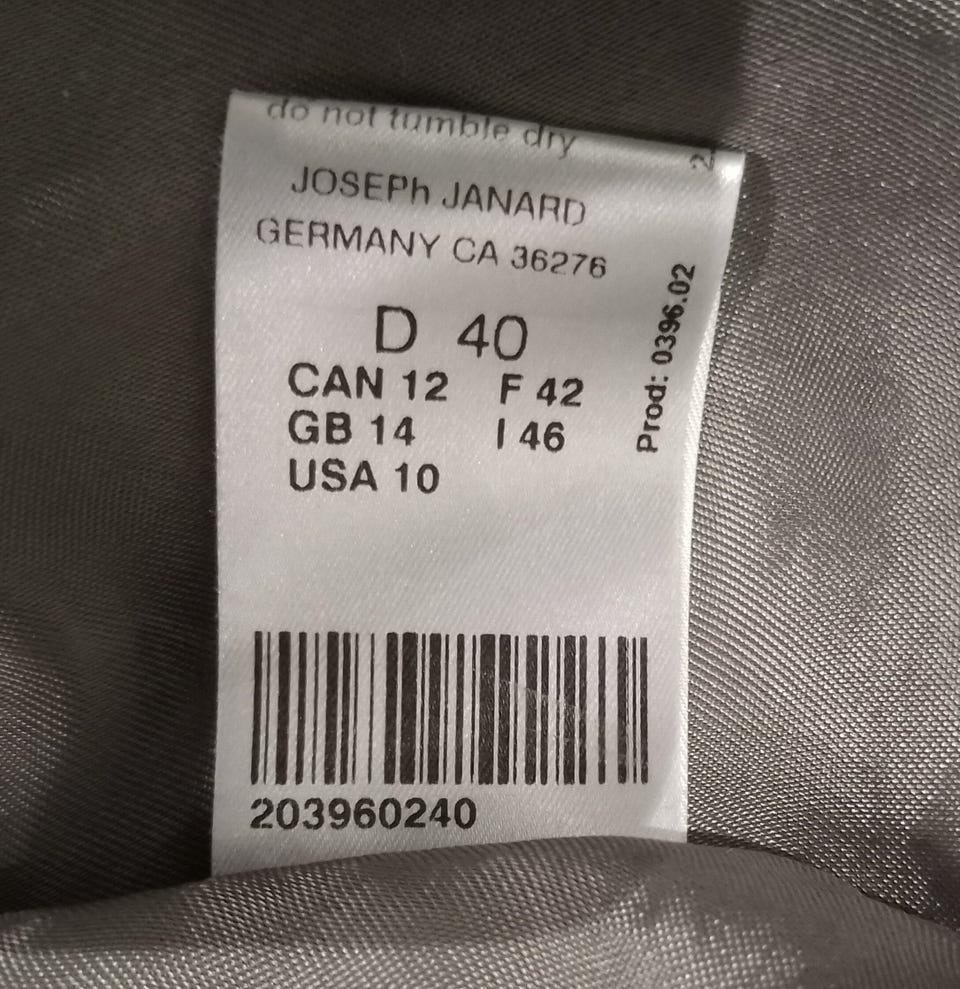 do not tumble dry
2.
JOSEPh JANARD
GERMANY CA 36276
Prod: 0396.02
D 40
CAN 12 F 42
GB 14 I 46
USA 10
203960240